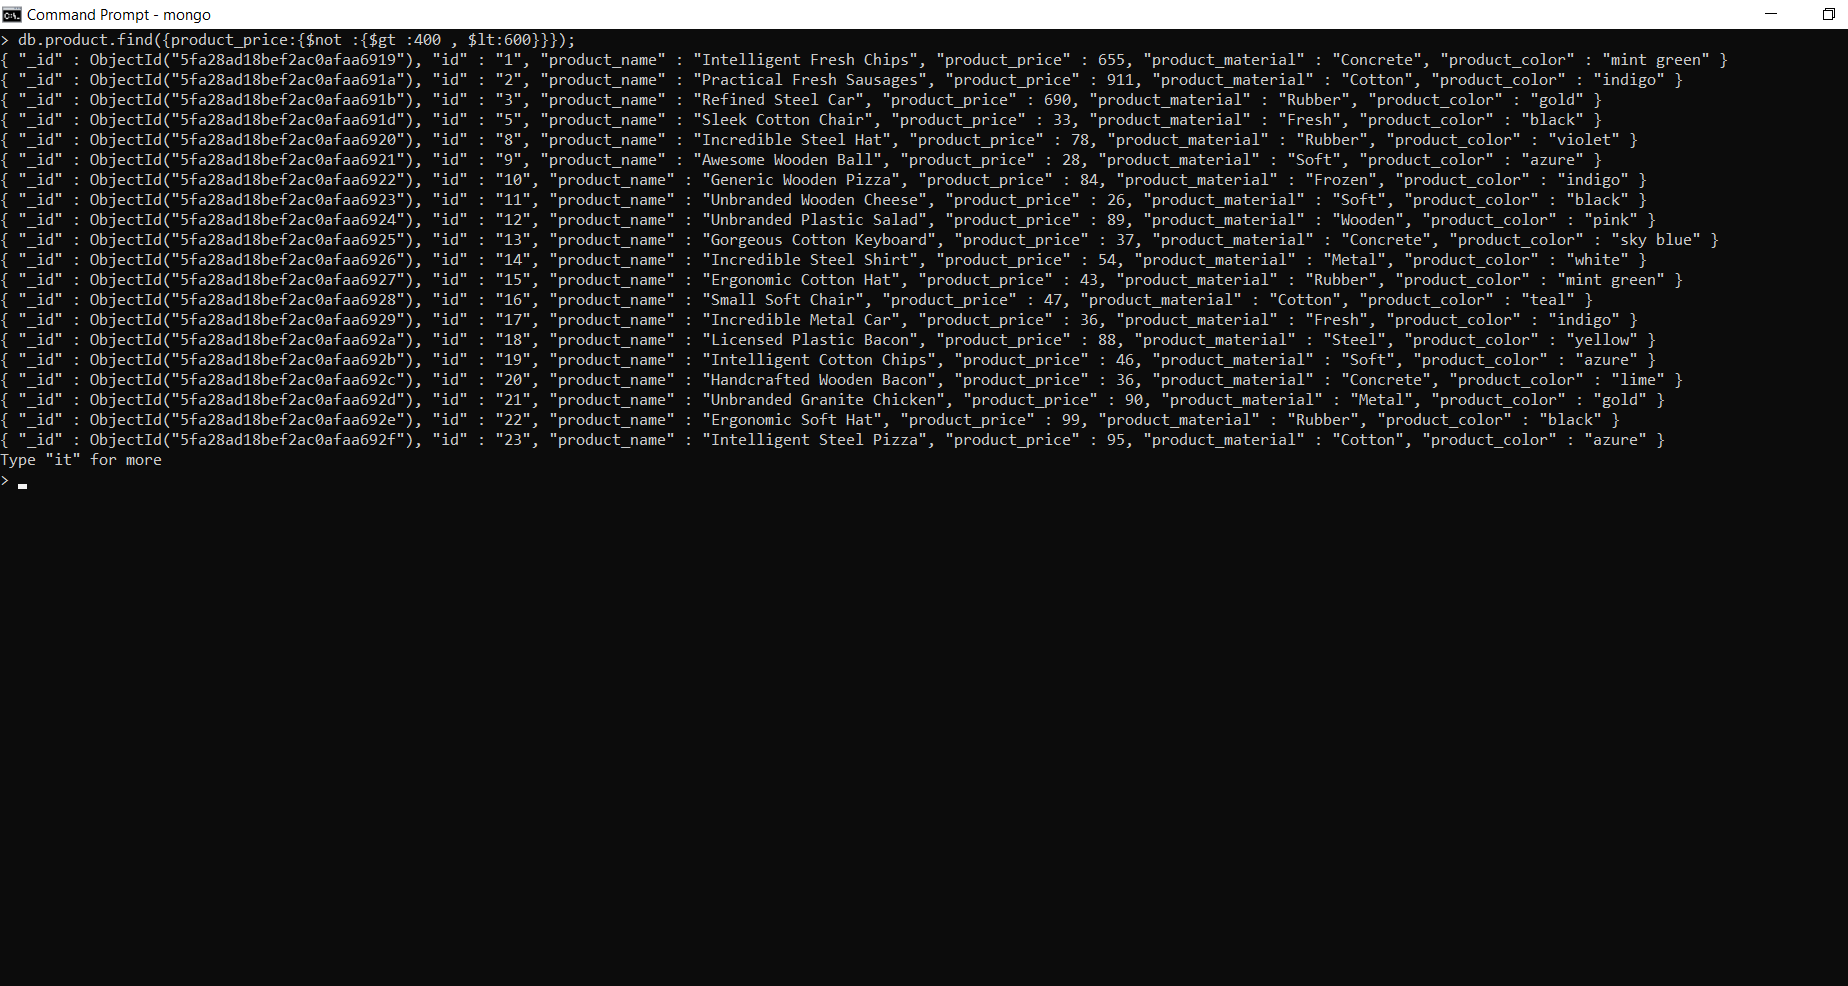 Command Prompt - mongo
> db.product.find({product_price:{$not :{$gt :400 , $lt:600}}});
{ "_id" : ObjectId("5fa28ad18bef2ac0afaa6919"), "id" : "1", "product_name" : "Intelligent Fresh Chips", "product_price" : 655, "product_material" : "Concrete", "product_color" : "mint green" }
{ "_id" : ObjectId("5fa28ad18bef2ac0afaa691a"), "id" : "2", "product_name" : "Practical Fresh Sausages", "product_price" : 911, "product_material" : "Cotton", "product_color" : "indigo" }
{ "_id" : ObjectId("5fa28ad18bef2ac0afaa691b"), "id" : "3", "product_name" : "Refined Steel Car", "product_price" : 690, "product_material" : "Rubber", "product_color" : "gold" }
{ "_id" : ObjectId("5fa28ad18bef2ac0afaa691d"), "id" : "5", "product_name" : "Sleek Cotton Chair", "product_price" : 33, "product_material" : "Fresh", "product_color" : "black" }
{ "_id" : ObjectId("5fa28ad18bef2ac0afaa6920"), "id" : "8", "product_name" : "Incredible Steel Hat", "product_price" : 78, "product_material" : "Rubber", "product_color" : "violet" }
{ "_id" : ObjectId("5fa28ad18bef2ac0afaa6921"), "id" : "9", "product_name" : "Awesome Wooden Ball", "product_price" : 28, "product_material" : "Soft", "product_color" : "azure" }
{ "_id" : ObjectId("5fa28ad18bef2ac0afaa6922"), "id" : "10", "product_name" : "Generic Wooden Pizza", "product_price" : 84, "product_material" : "Frozen", "product_color" : "indigo" }
{ "_id" : ObjectId("5fa28ad18bef2ac0afaa6923"), "id" : "11", "product_name" : "Unbranded Wooden Cheese", "product_price" : 26, "product_material" : "Soft", "product_color" : "black" }
{ "_id" : ObjectId("5fa28ad18bef2ac0afaa6924"), "id" : "12", "product_name" : "Unbranded Plastic Salad", "product_price" : 89, "product_material" : "Wooden", "product_color" : "pink" }
{ "_id" : ObjectId("5fa28ad18bef2ac0afaa6925"), "id" : "13", "product_name" : "Gorgeous Cotton Keyboard", "product_price" : 37, "product_material" : "Concrete", "product_color" : "sky blue" }
{ "_id" : ObjectId("5fa28ad18bef2ac0afaa6926"), "id" : "14", "product_name" : "Incredible Steel Shirt", "product_price" : 54, "product_material" : "Metal", "product_color" : "white" }
{ "_id" : ObjectId("5fa28ad18bef2ac0afaa6927"), "id" : "15", "product_name" : "Ergonomic Cotton Hat", "product_price" : 43, "product_material" : "Rubber", "product_color" : "mint green" }
{ "_id" : ObjectId("5fa28ad18bef2ac0afaa6928"), "id" : "16", "product_name" : "Small Soft Chair", "product_price" : 47, "product_material" : "Cotton", "product_color" : "teal" }
{ "_id" : ObjectId("5fa28ad18bef2ac0afaa6929"), "id" : "17", "product_name" : "Incredible Metal Car", "product_price" : 36, "product_material" : "Fresh", "product_color" : "indigo" }
{ "_id" : ObjectId("5fa28ad18bef2ac0afaa692a"), "id" : "18", "product_name" : "Licensed Plastic Bacon", "product_price" : 88, "product_material" : "Steel", "product_color" : "yellow" }
{ "_id" : ObjectId("5fa28ad18bef2ac0afaa692b"), "id" : "19", "product_name" : "Intelligent Cotton Chips", "product_price" : 46, "product_material" : "Soft", "product_color" : "azure" }
{ "_id" : ObjectId("5fa28ad18bef2ac0afaa692c"), "id" : "20", "product_name" : "Handcrafted Wooden Bacon", "product_price" : 36, "product_material" : "Concrete", "product_color" : "lime" }
{ "_id" : ObjectId("5fa28ad18bef2ac0afaa692d"), "id" : "21", "product_name" : "Unbranded Granite Chicken", "product_price" : 90, "product_material" : "Metal", "product_color" : "gold" }
{ "_id" : ObjectId("5fa28ad18bef2ac0afaa692e"), "id" : "22", "product_name" : "Ergonomic Soft Hat", "product_price" : 99, "product_material" : "Rubber", "product_color" : "black" }
{ "_id" : ObjectId("5fa28ad18bef2ac0afaa692f"), "id" : "23", "product_name" : "Intelligent Steel Pizza", "product_price" : 95, "product_material" : "Cotton", "product_color" : "azure" }
Type "it" for more
>